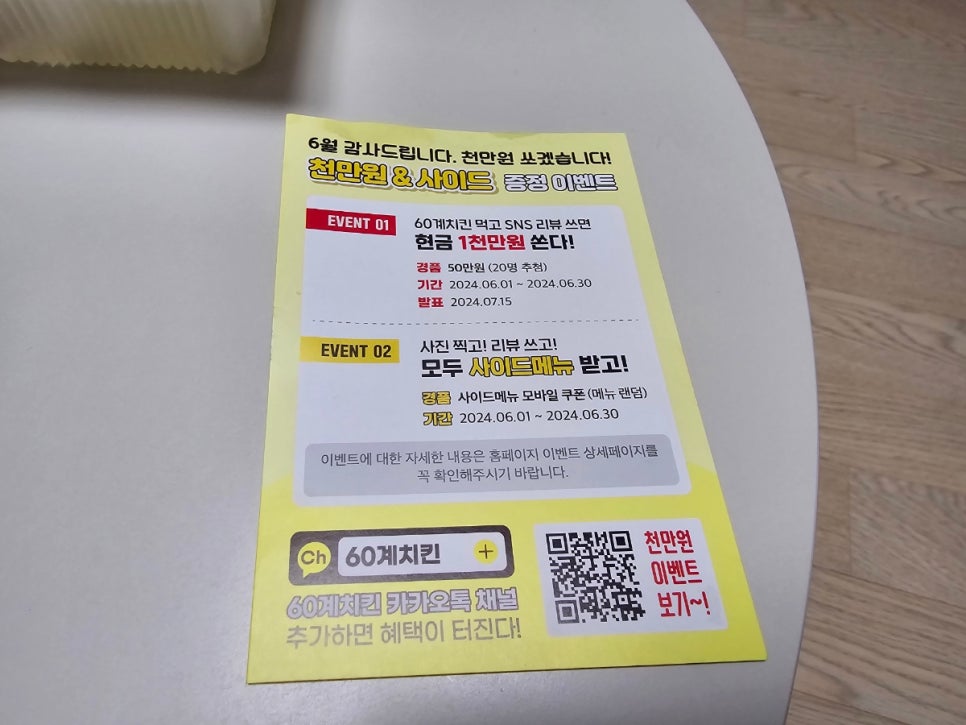 6월 감사드립니다. 천만원 쏘겠습니다!
천만원 & 사이드 증정 이벤트
EVENT 01
60계치킨 먹고 SNS 리뷰 쓰면
현금 1천만원 쏜다!
경품 50만원 (20명 추첨)
기간 2024.06.01 ~ 2024.06.30
발표 2024.07.15
EVENT 02
사진 찍고! 리뷰 쓰고!
모두 사이드메뉴 받고!
경품 사이드메뉴 모바일 쿠폰 (메뉴 랜덤)
기간 2024.06.01 ~ 2024.06.30
이벤트에 대한 자세한 내용은 홈페이지 이벤트 상세페이지를
꼭 확인해주시기 바랍니다.
Ch 60계치킨 +
60계치킨 카카오톡 채널
추가하면 혜택이 터진다!
천만원
이벤트
보기~!